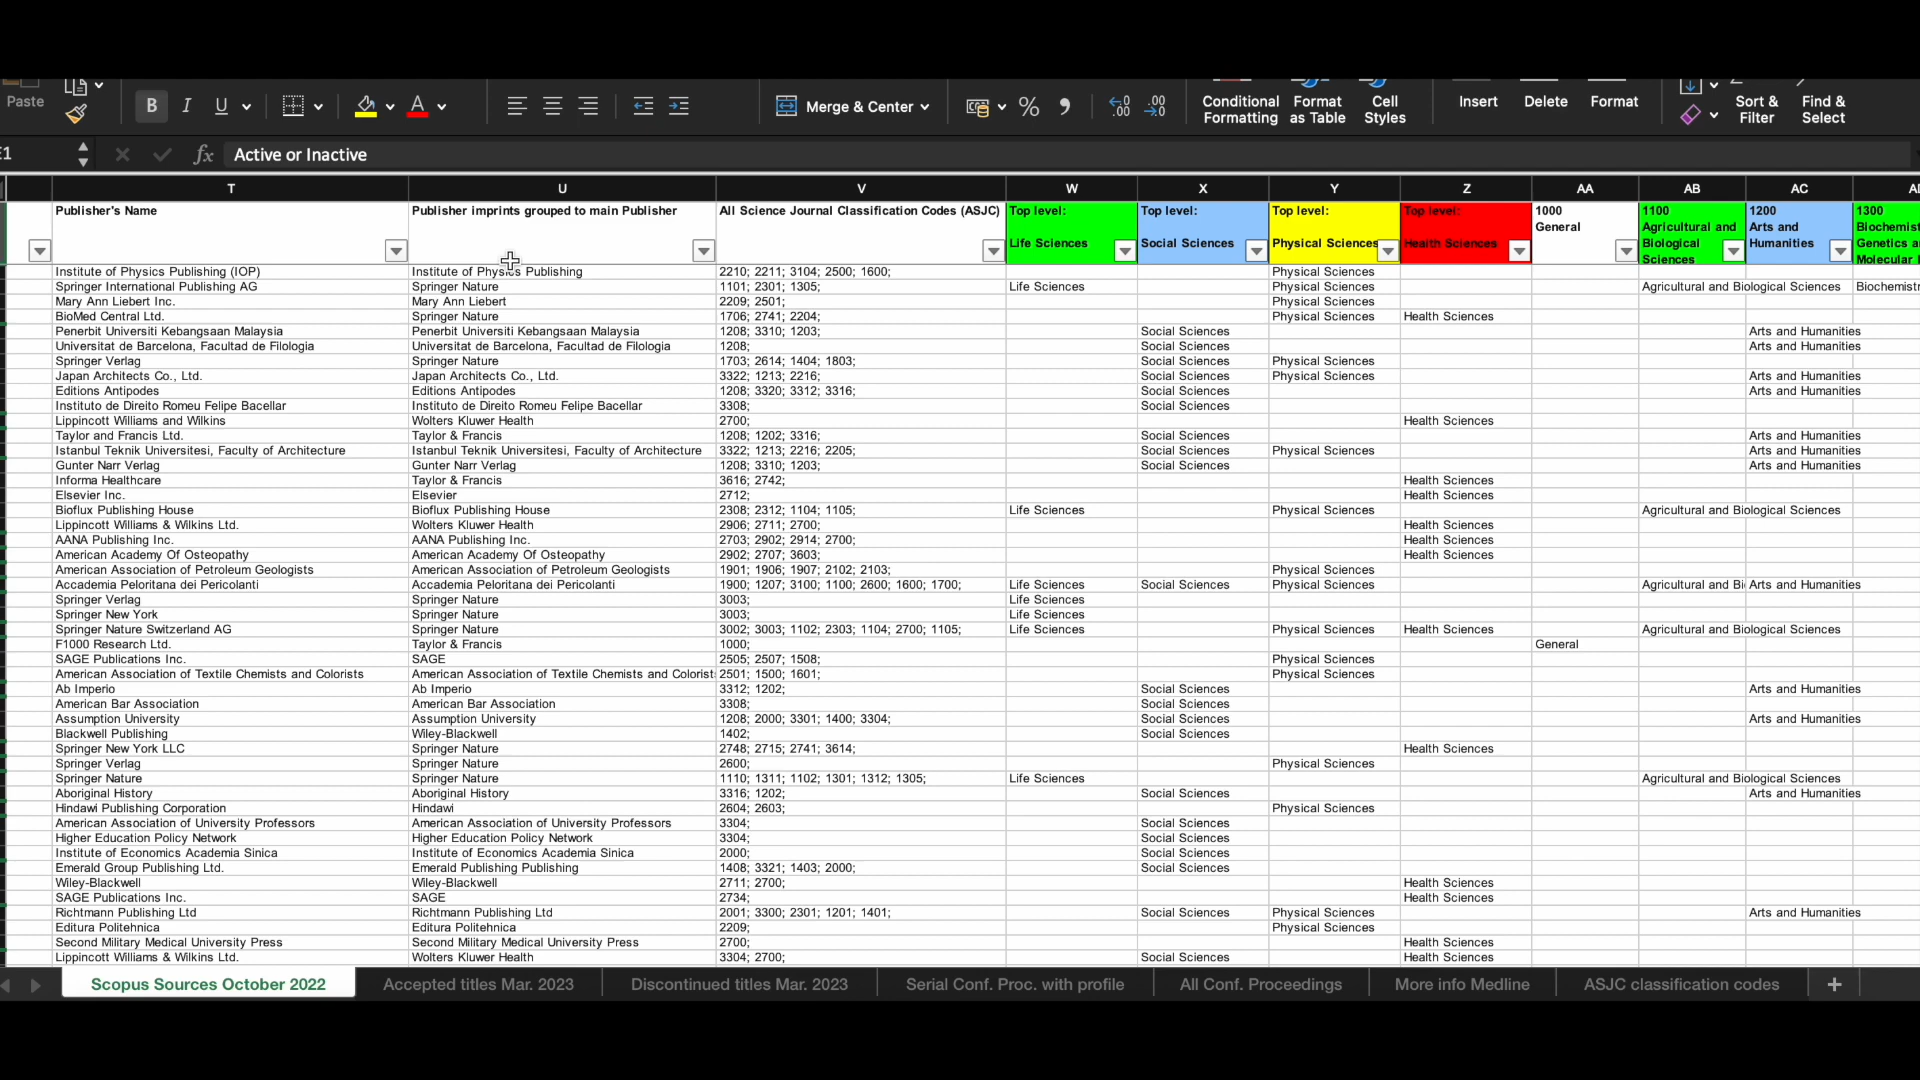 Paste
B I U A
Merge & Center
%
Conditional Formatting
Format as Table
Cell Styles
Insert
Delete
Format
Sort & Filter
Find & Select
E1
fx Active or Inactive
T U V W X Y Z AA AB AC
Publisher's Name
Publisher imprints grouped to main Publisher
All Science Journal Classification Codes (ASJC)
Top level: Life Sciences
Top level: Social Sciences
Top level: Physical Sciences
Top level: Health Sciences
1000 General
1100 Agricultural and Biological Sciences
1200 Arts and Humanities
1300 Biochemist Genetics a Molecular
Institute of Physics Publishing (IOP) Institute of Physics Publishing 2210; 2211; 3104; 2500; 1600; Physical Sciences
Springer International Publishing AG Springer Nature 1101; 2301; 1305; Life Sciences Physical Sciences Agricultural and Biological Sciences Biochemistr
Mary Ann Liebert Inc. Mary Ann Liebert 2209; 2501; Physical Sciences
BioMed Central Ltd. Springer Nature 1706; 2741; 2204; Physical Sciences Health Sciences
Penerbit Universiti Kebangsaan Malaysia Penerbit Universiti Kebangsaan Malaysia 1208; 3310; 1203; Social Sciences Arts and Humanities
Universitat de Barcelona, Facultad de Filologia Universitat de Barcelona, Facultad de Filologia 1208; Social Sciences Arts and Humanities
Springer Verlag Springer Nature 1703; 2614; 1404; 1803; Social Sciences Physical Sciences
Japan Architects Co., Ltd. Japan Architects Co., Ltd. 3322; 1213; 2216; Social Sciences Physical Sciences Arts and Humanities
Editions Antipodes Editions Antipodes 1208; 3320; 3312; 3316; Social Sciences Arts and Humanities
Instituto de Direito Romeu Felipe Bacellar Instituto de Direito Romeu Felipe Bacellar 3308; Social Sciences
Lippincott Williams and Wilkins Wolters Kluwer Health 2700; Health Sciences
Taylor and Francis Ltd. Taylor & Francis 1208; 1202; 3316; Social Sciences Arts and Humanities
Istanbul Teknik Universitesi, Faculty of Architecture Istanbul Teknik Universitesi, Faculty of Architecture 3322; 1213; 2216; 2205; Social Sciences Physical Sciences Arts and Humanities
Gunter Narr Verlag Gunter Narr Verlag 1208; 3310; 1203; Social Sciences Arts and Humanities
Informa Healthcare Taylor & Francis 3616; 2742; Health Sciences
Elsevier Inc. Elsevier 2712; Health Sciences
Bioflux Publishing House Bioflux Publishing House 2308; 2312; 1104; 1105; Life Sciences Physical Sciences Agricultural and Biological Sciences
Lippincott Williams & Wilkins Ltd. Wolters Kluwer Health 2906; 2711; 2700; Health Sciences
AANA Publishing Inc. AANA Publishing Inc. 2703; 2902; 2914; 2700; Health Sciences
American Academy Of Osteopathy American Academy Of Osteopathy 2902; 2707; 3603; Health Sciences
American Association of Petroleum Geologists American Association of Petroleum Geologists 1901; 1906; 1907; 2102; 2103; Physical Sciences
Accademia Peloritana dei Pericolanti Accademia Peloritana dei Pericolanti 1900; 1207; 3100; 1100; 2600; 1600; 1700; Life Sciences Social Sciences Physical Sciences Agricultural and Bi Arts and Humanities
Springer Verlag Springer Nature 3003; Life Sciences
Springer New York Springer Nature 3003; Life Sciences
Springer Nature Switzerland AG Springer Nature 3002; 3003; 1102; 2303; 1104; 2700; 1105; Life Sciences Physical Sciences Health Sciences Agricultural and Biological Sciences
F1000 Research Ltd. Taylor & Francis 1000; General
SAGE Publications Inc. SAGE 2505; 2507; 1508; Physical Sciences
American Association of Textile Chemists and Colorists American Association of Textile Chemists and Colorist 2501; 1500; 1601; Physical Sciences
Ab Imperio Ab Imperio 3312; 1202; Social Sciences Arts and Humanities
American Bar Association American Bar Association 3308; Social Sciences
Assumption University Assumption University 1208; 2000; 3301; 1400; 3304; Social Sciences Arts and Humanities
Blackwell Publishing Wiley-Blackwell 1402; Social Sciences
Springer New York LLC Springer Nature 2748; 2715; 2741; 3614; Health Sciences
Springer Verlag Springer Nature 2600; Physical Sciences
Springer Nature Springer Nature 1110; 1311; 1102; 1301; 1312; 1305; Life Sciences Agricultural and Biological Sciences
Aboriginal History Aboriginal History 3316; 1202; Social Sciences Arts and Humanities
Hindawi Publishing Corporation Hindawi 2604; 2603; Physical Sciences
American Association of University Professors American Association of University Professors 3304; Social Sciences
Higher Education Policy Network Higher Education Policy Network 3304; Social Sciences
Institute of Economics Academia Sinica Institute of Economics Academia Sinica 2000; Social Sciences
Emerald Group Publishing Ltd. Emerald Publishing Publishing 1408; 3321; 1403; 2000; Social Sciences
Wiley-Blackwell Wiley-Blackwell 2711; 2700; Health Sciences
SAGE Publications Inc. SAGE 2734; Health Sciences
Richtmann Publishing Ltd Richtmann Publishing Ltd 2001; 3300; 2301; 1201; 1401; Social Sciences Physical Sciences Arts and Humanities
Editura Politehnica Editura Politehnica 2209; Physical Sciences
Second Military Medical University Press Second Military Medical University Press 2700; Health Sciences
Lippincott Williams & Wilkins Ltd. Wolters Kluwer Health 3304; 2700; Social Sciences Health Sciences
Scopus Sources October 2022 Accepted titles Mar. 2023 Discontinued titles Mar. 2023 Serial Conf. Proc. with profile All Conf. Proceedings More info Medline ASJC classification codes +